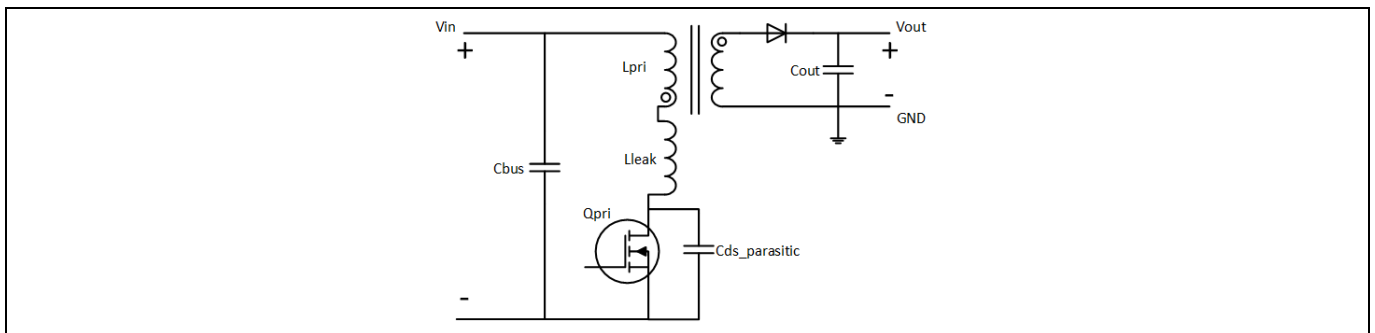 Vin
+
Lpri
Vout
+
Cout
-
GND
Cbus
Lleak
Qpri
Cds_parasitic
-